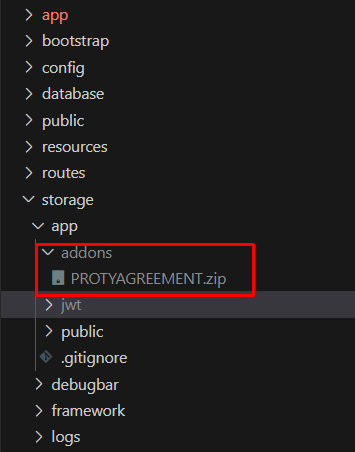 app
bootstrap
config
database
public
resources
routes
storage
app
addons
PROTYAGREEMENT.zip
jwt
public
.gitignore
debugbar
framework
logs